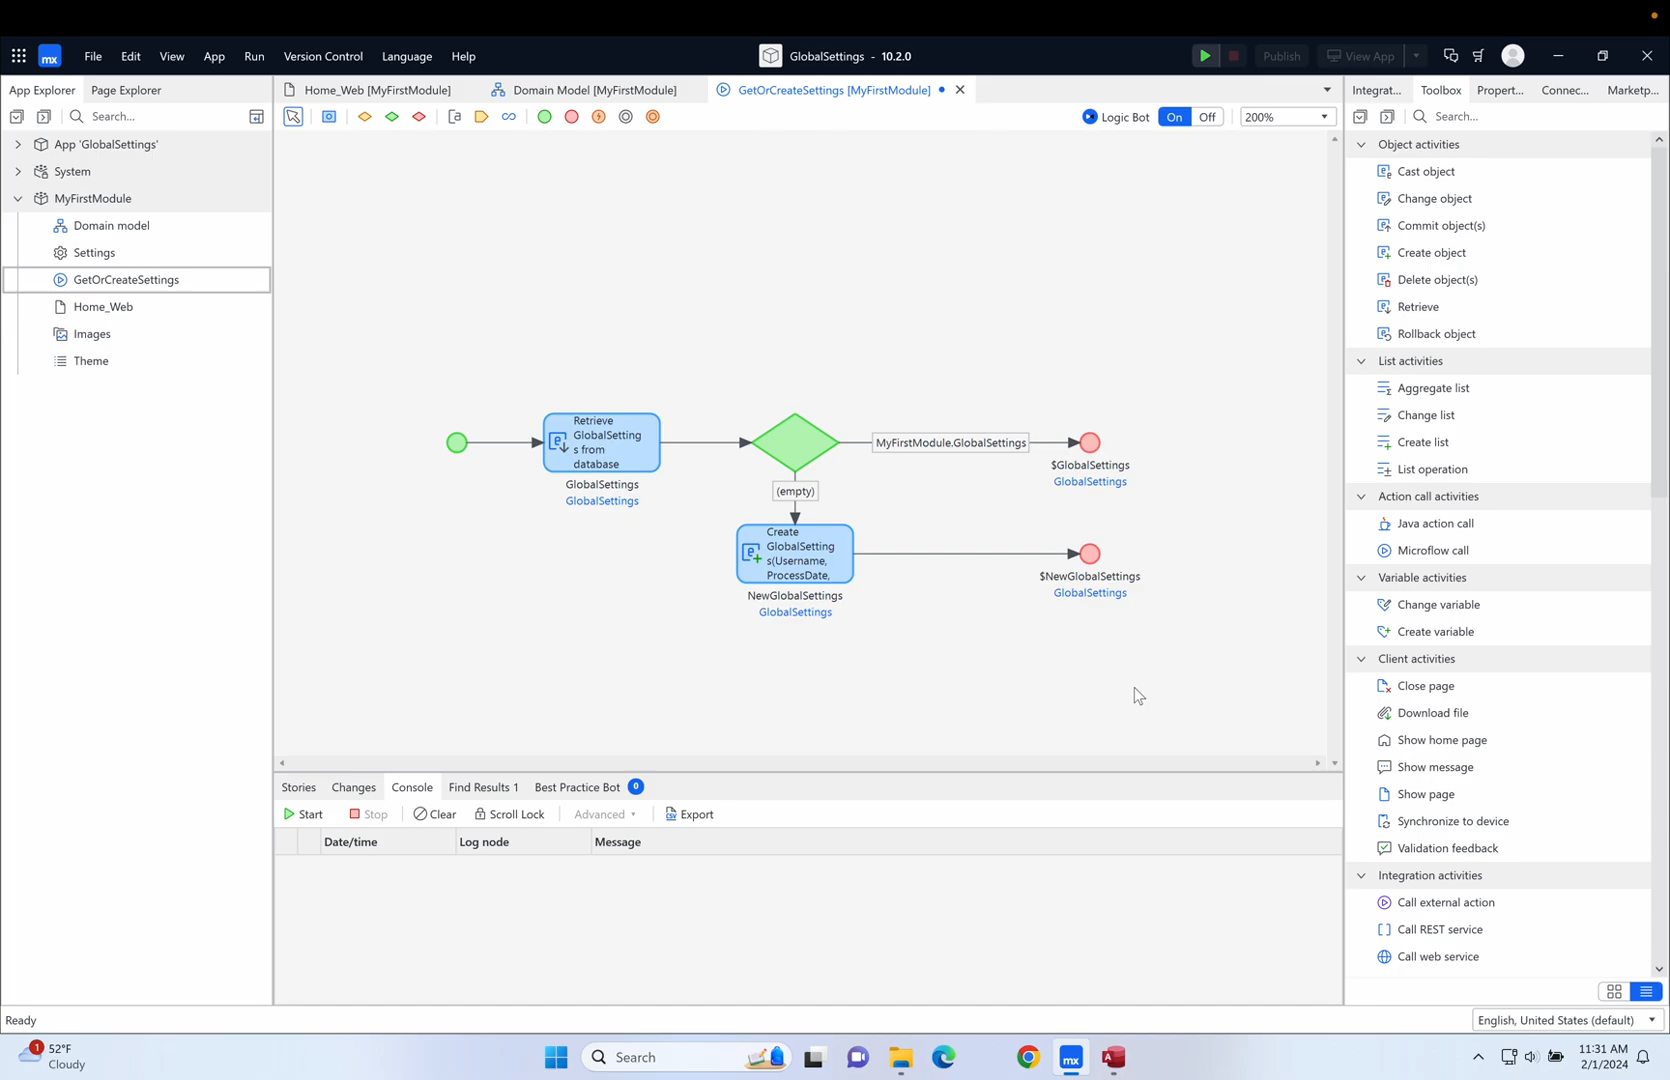 mx File Edit View App Run Version Control Language Help GlobalSettings - 10.2.0 Publish View App
App Explorer Page Explorer Home_Web [MyFirstModule] Domain Model [MyFirstModule] GetOrCreateSettings [MyFirstModule] Integrat... Toolbox Propert... Connec... Marketp...
Search... Logic Bot On Off 200% Search...
App 'GlobalSettings'
System
MyFirstModule
Domain model
Settings
GetOrCreateSettings
Home_Web
Images
Theme
Retrieve
GlobalSetting
s from
database
GlobalSettings
GlobalSettings
MyFirstModule.GlobalSettings
$GlobalSettings
GlobalSettings
(empty)
Create
GlobalSetting
s(Username,
ProcessDate,
NewGlobalSettings
GlobalSettings
$NewGlobalSettings
GlobalSettings
Object activities
Cast object
Change object
Commit object(s)
Create object
Delete object(s)
Retrieve
Rollback object
List activities
Aggregate list
Change list
Create list
List operation
Action call activities
Java action call
Microflow call
Variable activities
Change variable
Create variable
Client activities
Close page
Download file
Show home page
Show message
Show page
Synchronize to device
Validation feedback
Integration activities
Call external action
Call REST service
Call web service
Stories Changes Console Find Results 1 Best Practice Bot 0
Start Stop Clear Scroll Lock Advanced Export
Date/time Log node Message
Ready English, United States (default)
1 52°F
Cloudy
Search
mx
11:31 AM
2/1/2024